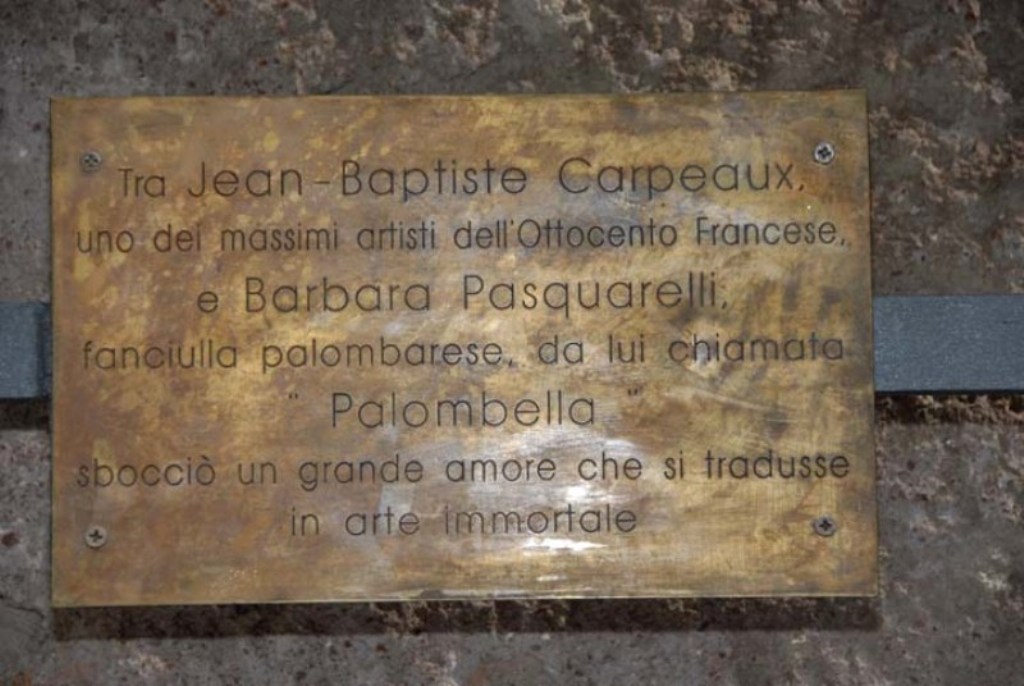 Tra Jean-Baptiste Carpeaux,
uno dei massimi artisti dell'Ottocento Francese,
e Barbara Pasquarelli,
fanciulla palombarese, da lui chiamata
" Palombella "
sbocciò un grande amore che si tradusse
in arte immortale